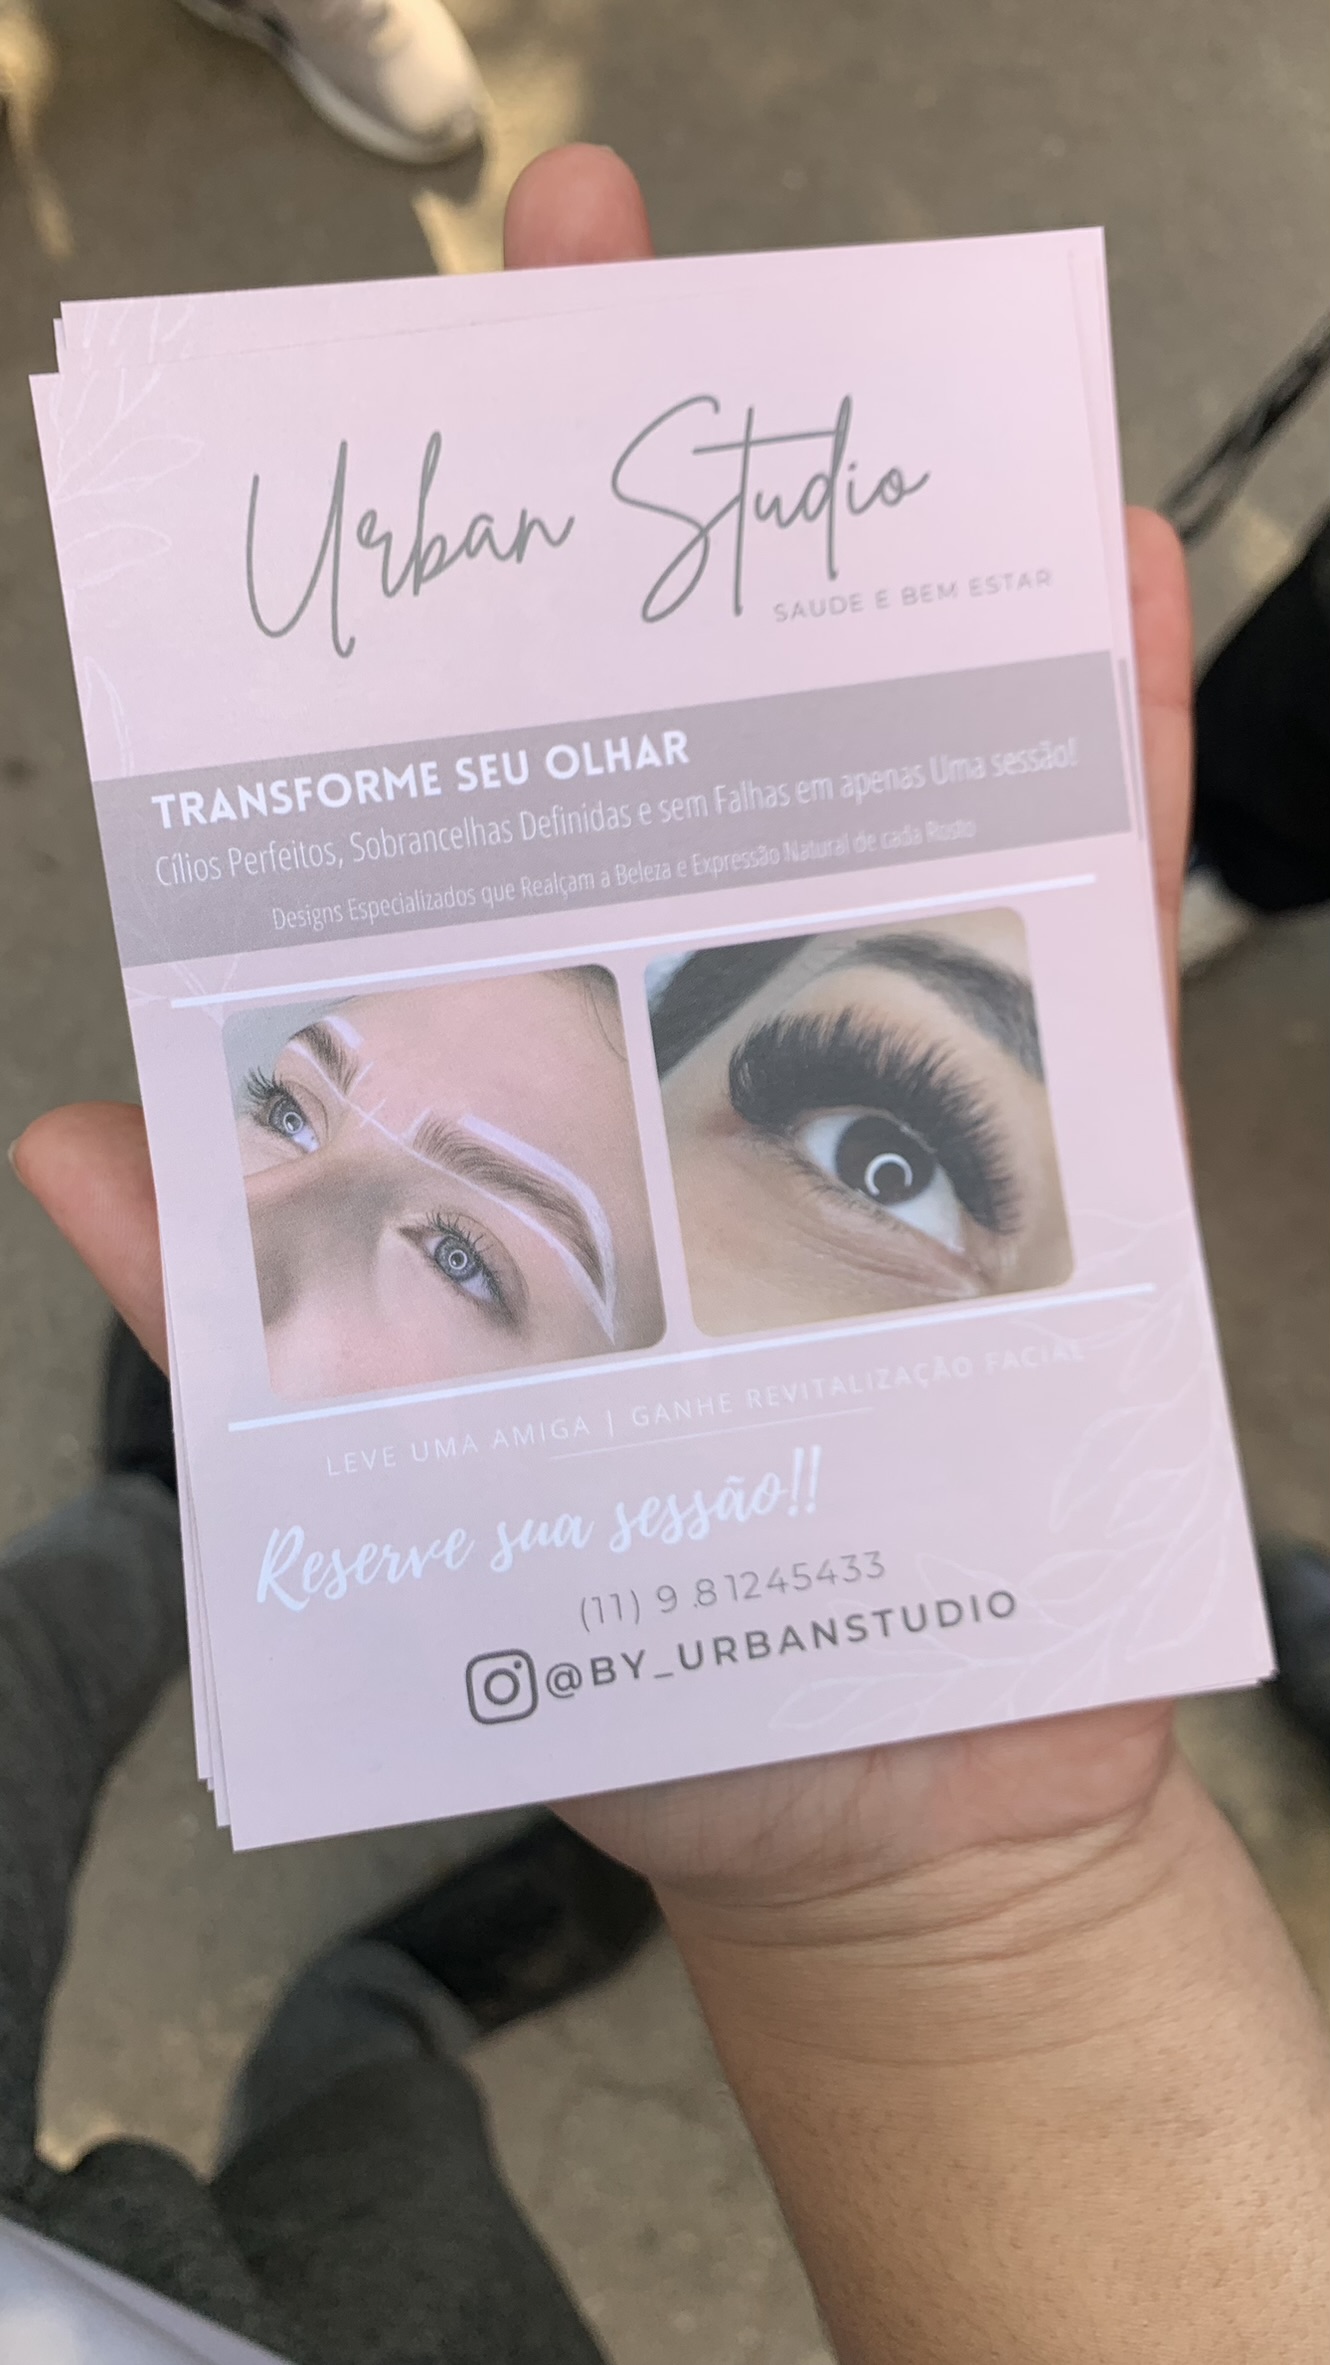 Urban Studio
SAUDE E BEM ESTAR
TRANSFORME SEU OLHAR
Cílios Perfeitos, Sobrancelhas Definidas e sem Falhas em apenas Uma sessão!
Designs Especializados que Realçam a Beleza e Expressão Natural de cada Rosto
LEVE UMA AMIGA | GANHE REVITALIZAÇÃO FACIAL
Reserve sua sessão!!
(11) 9.81245433
@BY_URBANSTUDIO